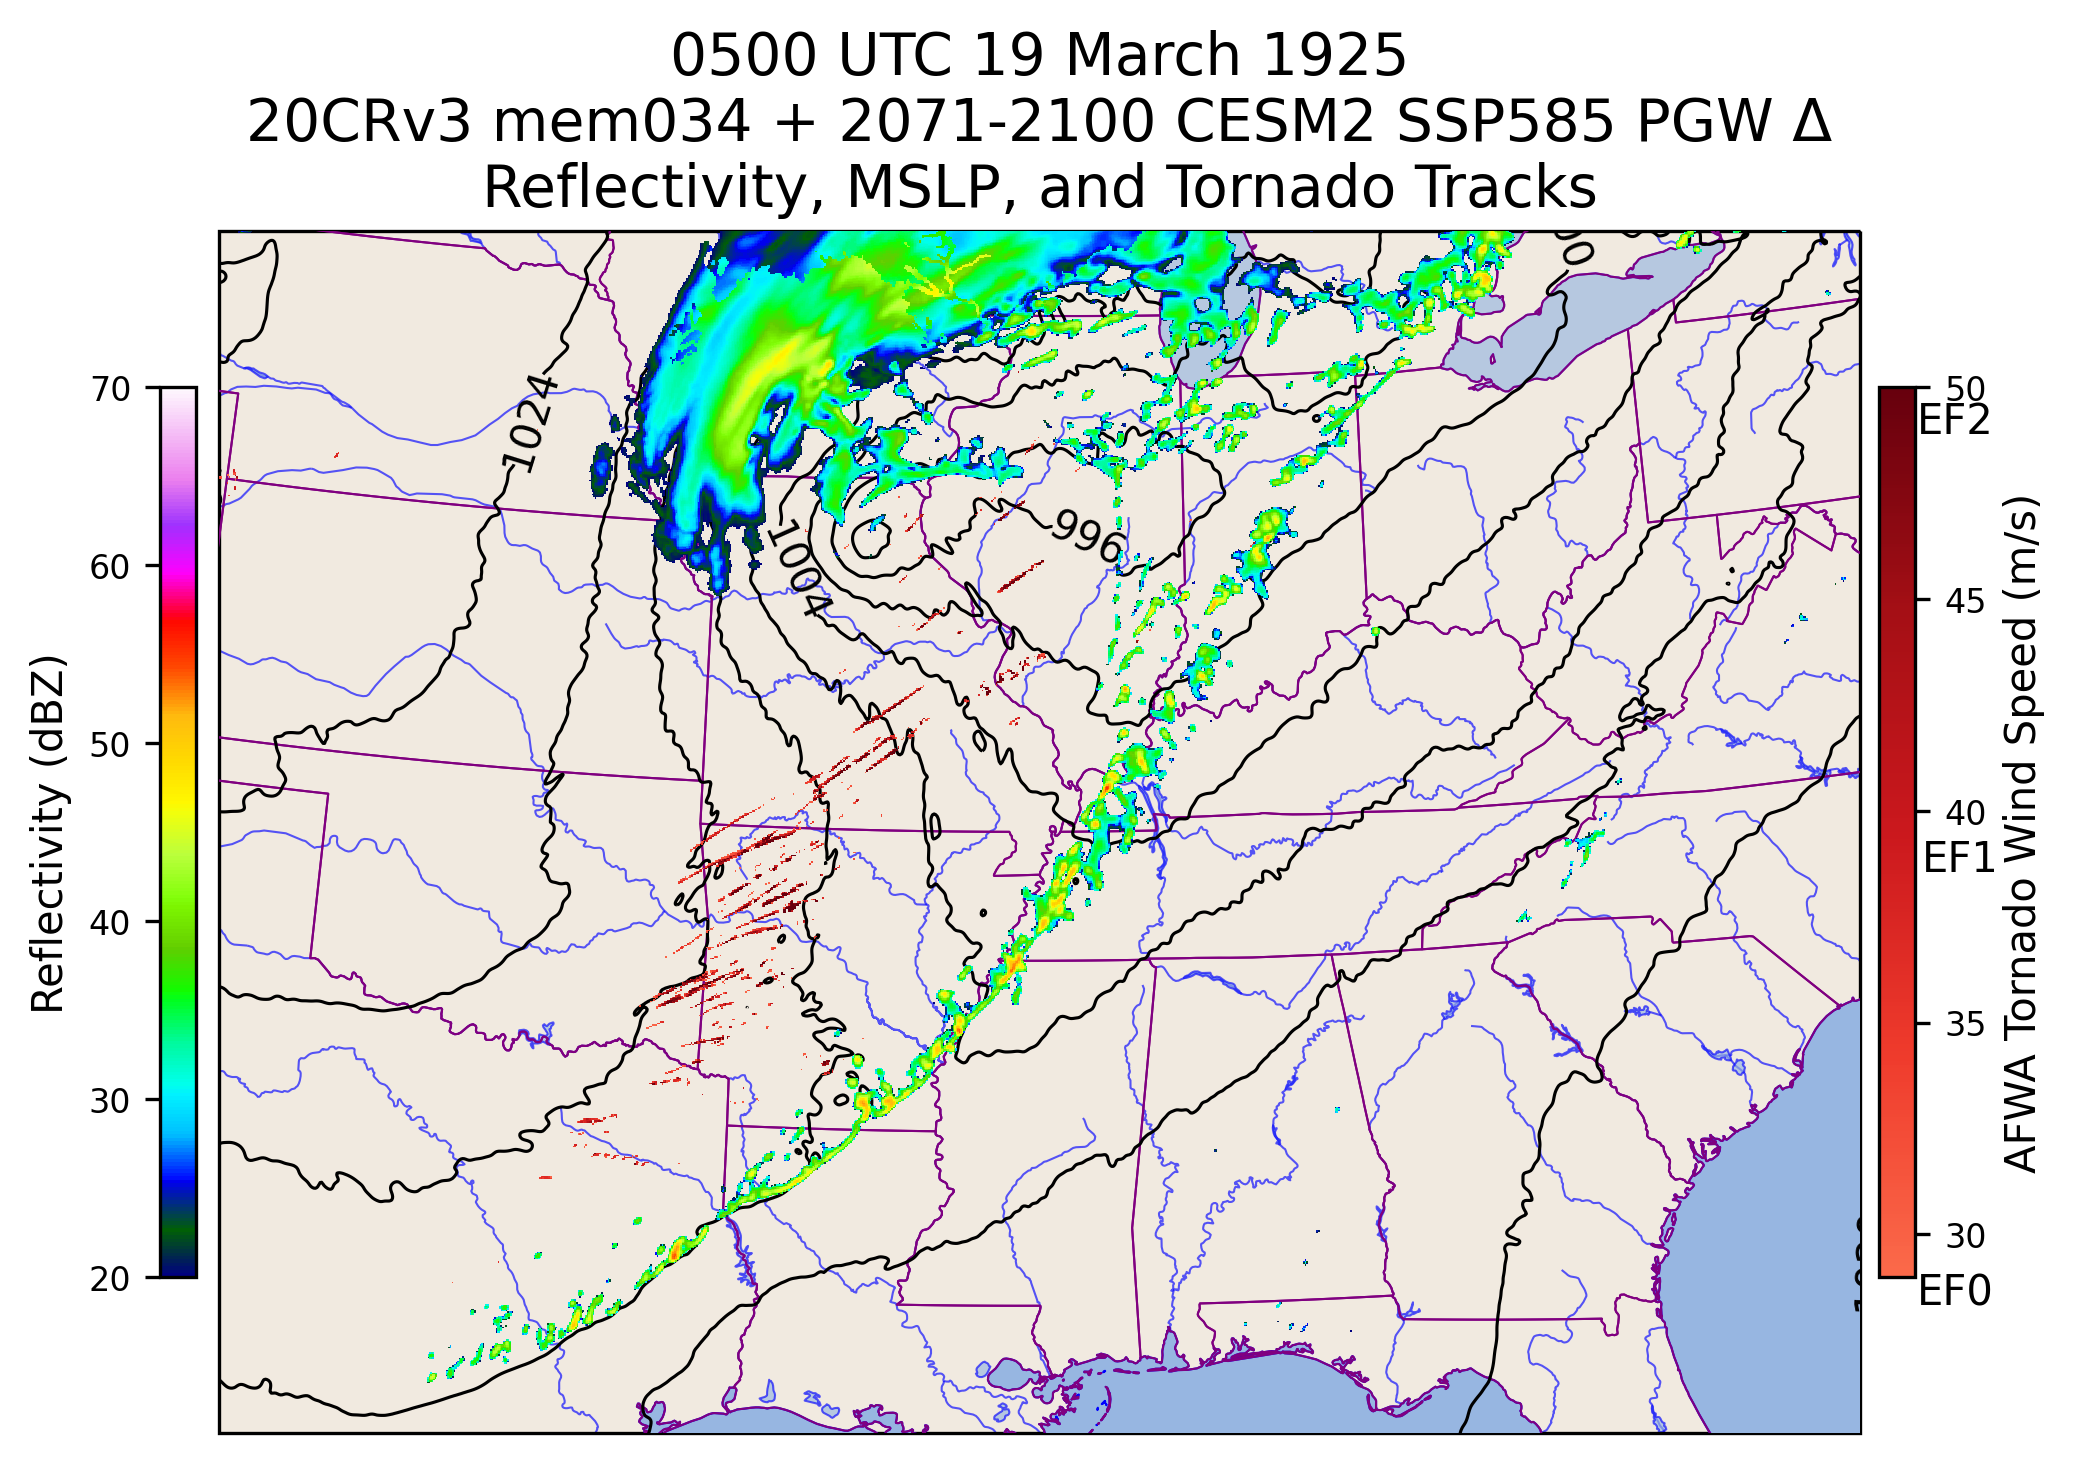 0500 UTC 19 March 1925
20CRv3 mem034 + 2071-2100 CESM2 SSP585 PGW Δ
Reflectivity, MSLP, and Tornado Tracks
1024
1004
996
Reflectivity (dBZ)
70
60
50
40
30
20
50
EF2
45
40
EF1
35
30
EF0
AFWA Tornado Wind Speed (m/s)